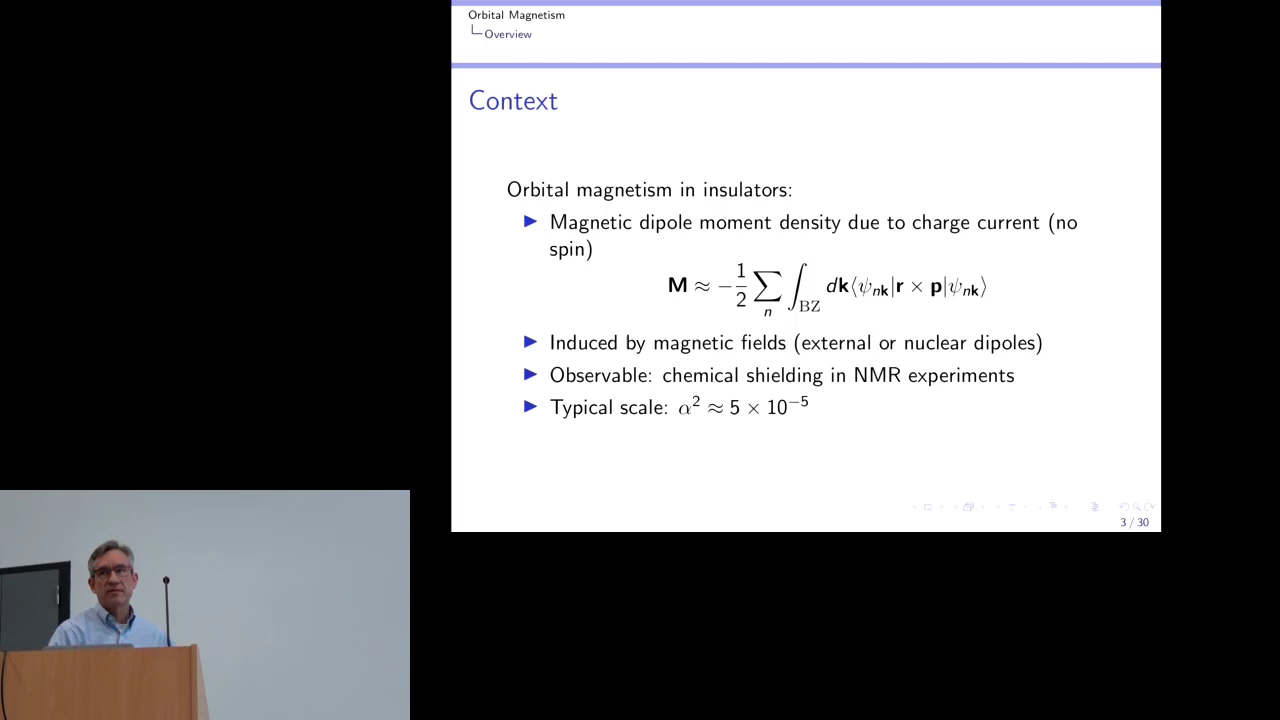 Orbital Magnetism
Overview
Context
Orbital magnetism in insulators:
▶ Magnetic dipole moment density due to charge current (no
spin)
M ≈ −1/2 ∑_n ∫_BZ dk⟨ψ_nk|r × p|ψ_nk⟩
▶ Induced by magnetic fields (external or nuclear dipoles)
▶ Observable: chemical shielding in NMR experiments
▶ Typical scale: α² ≈ 5 × 10⁻⁵
3 / 30